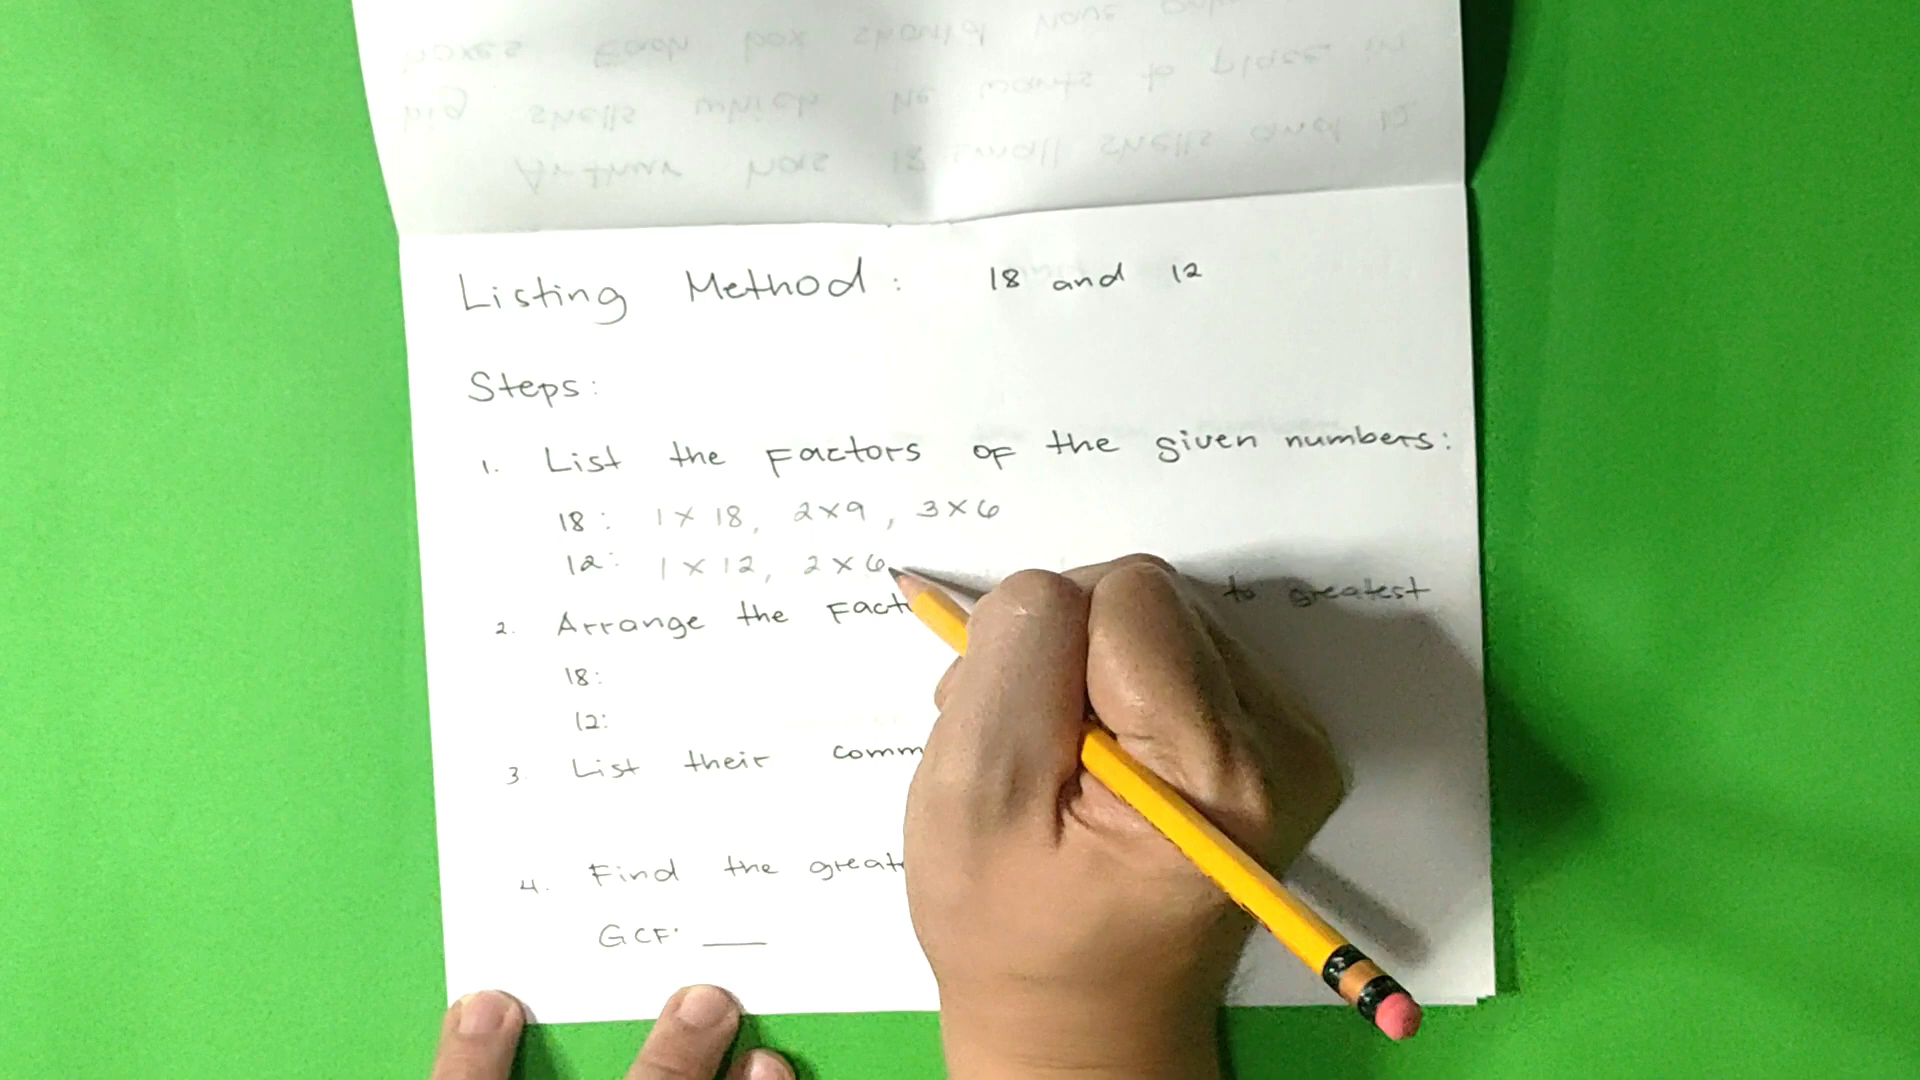 Listing Method: 18 and 12
Steps:
1. List the Factors of the given numbers:
18: 1 x 18, 2 x 9, 3 x 6
12: 1 x 12, 2 x 6
2. Arrange the Fact to greatest
18:
12:
3 List their comm
4. Find the great
GCF: ___